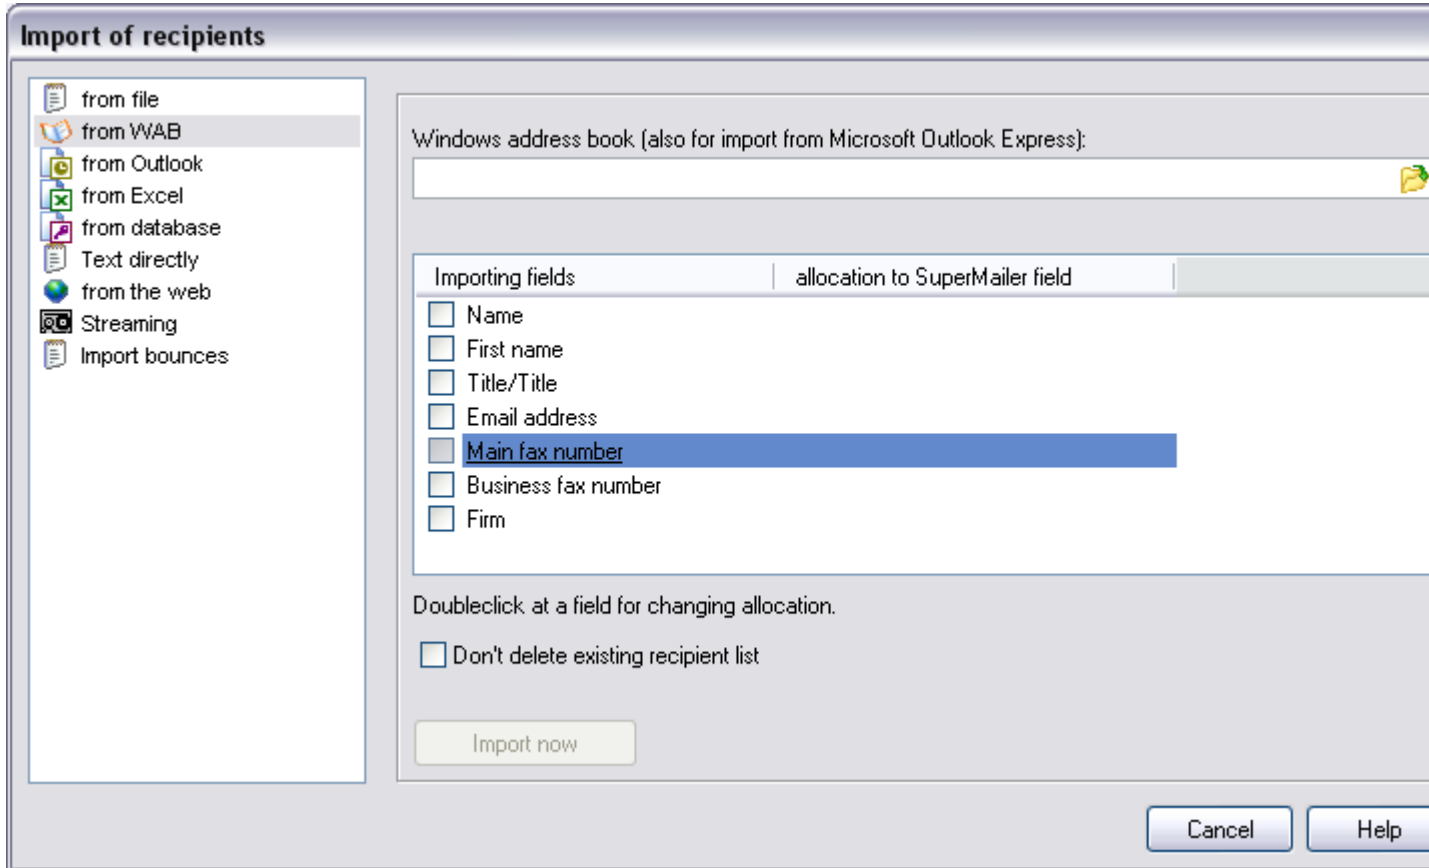 Import of recipients
from file
from WAB
from Outlook
from Excel
from database
Text directly
from the web
Streaming
Import bounces
Windows address book (also for import from Microsoft Outlook Express):
Importing fields allocation to SuperMailer field
Name
First name
Title/Title
Email address
Main fax number
Business fax number
Firm
Doubleclick at a field for changing allocation.
Don't delete existing recipient list
Import now
Cancel Help